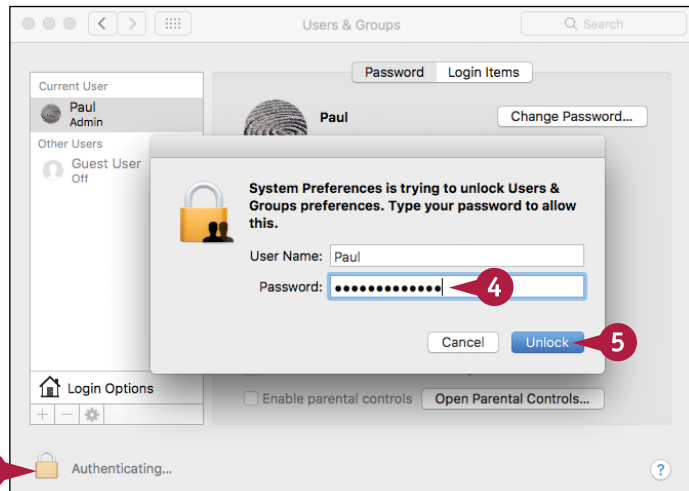 Users & Groups
Search
Password Login Items
Current User
Paul
Admin
Paul
Change Password...
Other Users
Guest User
Off
System Preferences is trying to unlock Users &
Groups preferences. Type your password to allow
this.
User Name: Paul
Password: •••••••••••••
4
Cancel
Unlock
5
Login Options
Enable parental controls
Open Parental Controls...
Authenticating...
?